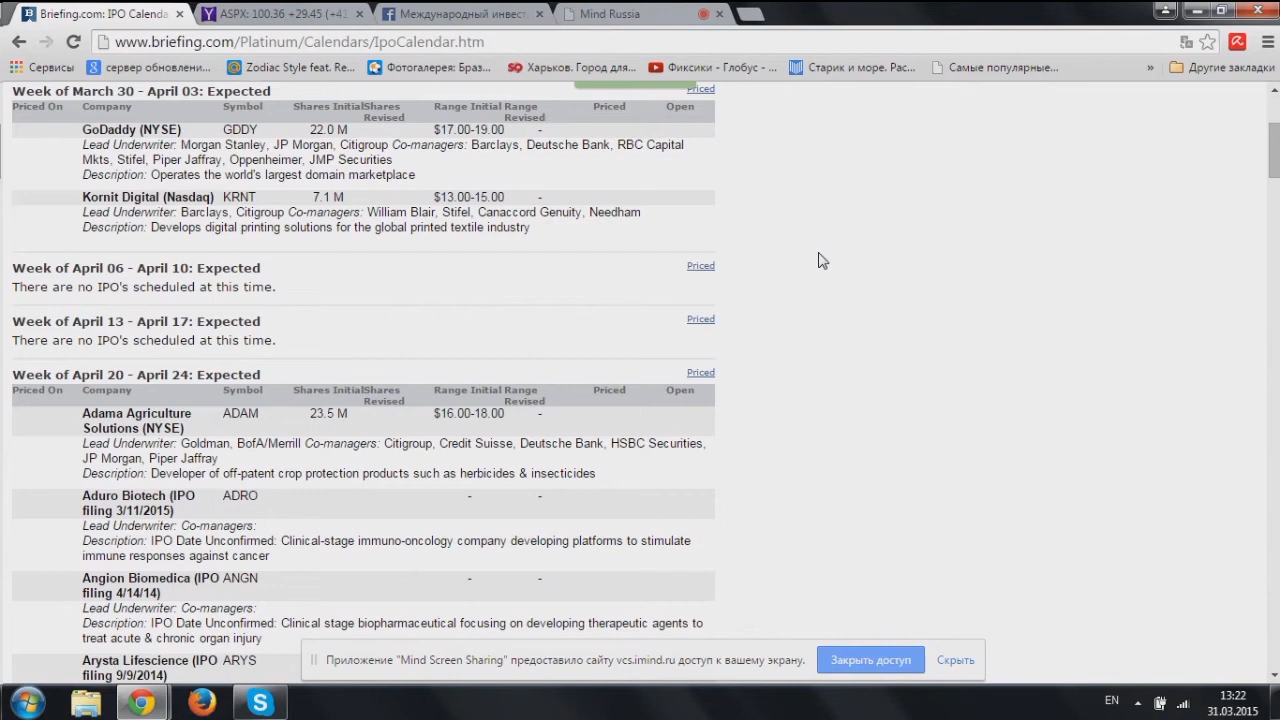 Briefing.com: IPO Calenda
ASPX: 100.36 +29.45 (+41
Международный инвест
Mind Russia
www.briefing.com/Platinum/Calendars/IpoCalendar.htm
Сервисы
сервер обновлени...
Zodiac Style feat. Re...
Фотогалерея: Браз...
Харьков. Город для...
Фиксики - Глобус - ...
Старик и море. Рас...
Самые популярные...
»
Другие закладки
Week of March 30 - April 03: Expected Priced
Priced On Company Symbol Shares Initial Shares Revised Range Initial Range Revised Priced Open
GoDaddy (NYSE) GDDY 22.0 M $17.00-19.00 -
Lead Underwriter: Morgan Stanley, JP Morgan, Citigroup Co-managers: Barclays, Deutsche Bank, RBC Capital
Mkts, Stifel, Piper Jaffray, Oppenheimer, JMP Securities
Description: Operates the world's largest domain marketplace
Kornit Digital (Nasdaq) KRNT 7.1 M $13.00-15.00 -
Lead Underwriter: Barclays, Citigroup Co-managers: William Blair, Stifel, Canaccord Genuity, Needham
Description: Develops digital printing solutions for the global printed textile industry
Week of April 06 - April 10: Expected Priced
There are no IPO's scheduled at this time.
Week of April 13 - April 17: Expected Priced
There are no IPO's scheduled at this time.
Week of April 20 - April 24: Expected Priced
Priced On Company Symbol Shares Initial Shares Revised Range Initial Range Revised Priced Open
Adama Agriculture ADAM 23.5 M $16.00-18.00 -
Solutions (NYSE)
Lead Underwriter: Goldman, BofA/Merrill Co-managers: Citigroup, Credit Suisse, Deutsche Bank, HSBC Securities,
JP Morgan, Piper Jaffray
Description: Developer of off-patent crop protection products such as herbicides & insecticides
Aduro Biotech (IPO ADRO - -
filing 3/11/2015)
Lead Underwriter: Co-managers:
Description: IPO Date Unconfirmed: Clinical-stage immuno-oncology company developing platforms to stimulate
immune responses against cancer
Angion Biomedica (IPO ANGN - -
filing 4/14/14)
Lead Underwriter: Co-managers:
Description: IPO Date Unconfirmed: Clinical stage biopharmaceutical focusing on developing therapeutic agents to
treat acute & chronic organ injury
Arysta Lifescience (IPO ARYS
filing 9/9/2014)
Приложение "Mind Screen Sharing" предоставило сайту vcs.imind.ru доступ к вашему экрану.
Закрыть доступ
Скрыть
EN
13:22
31.03.2015